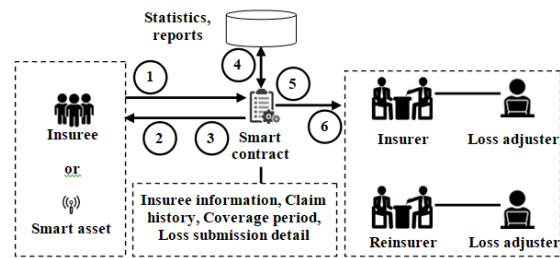 Statistics,
reports
1
4
5
2
3
6
Insuree
or
Smart asset
Smart
contract
Insuree information, Claim
history, Coverage period,
Loss submission detail
Insurer
Loss adjuster
Reinsurer
Loss adjuster